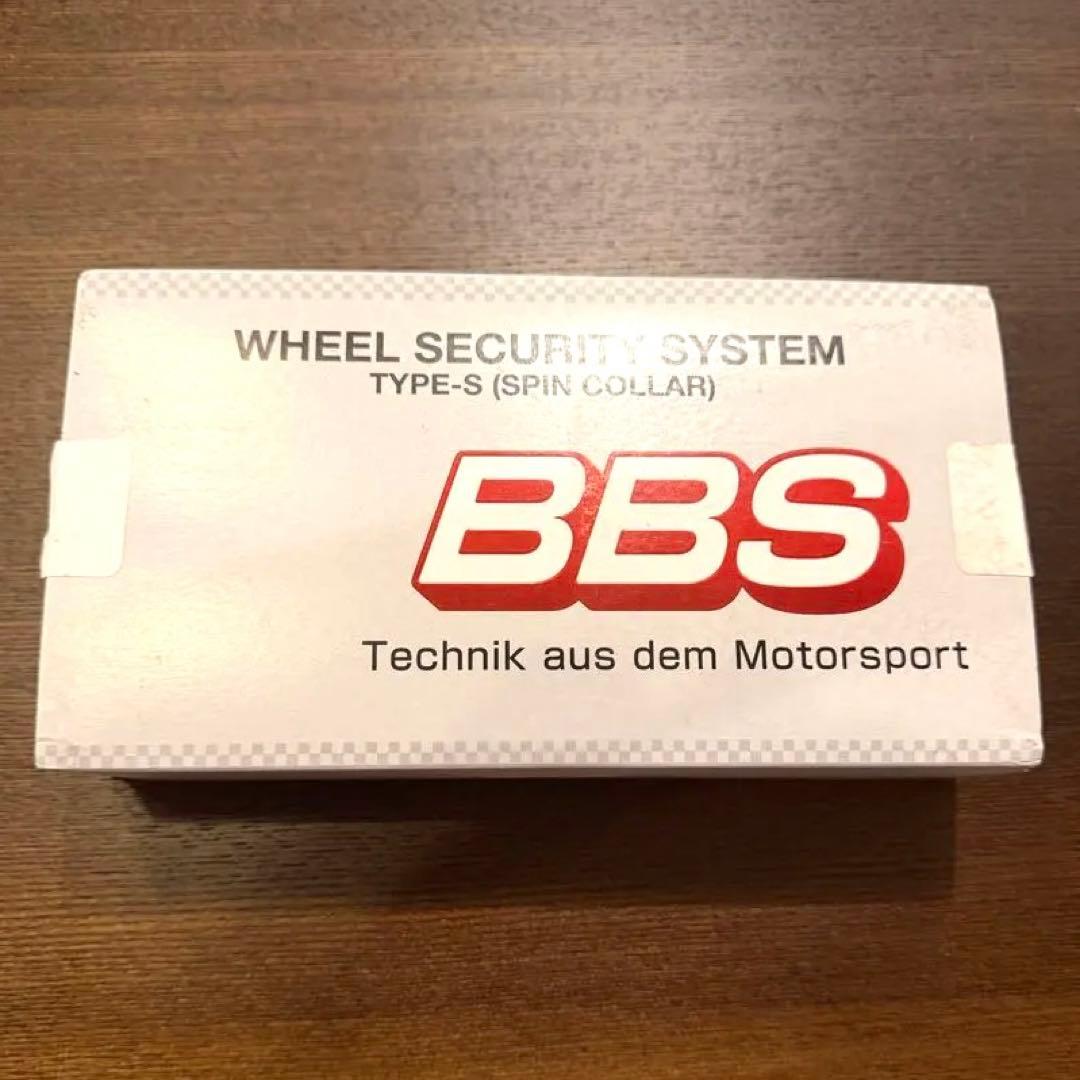 WHEEL SECURITY SYSTEM
TYPE-S (SPIN COLLAR)
BBS
Technik aus dem Motorsport